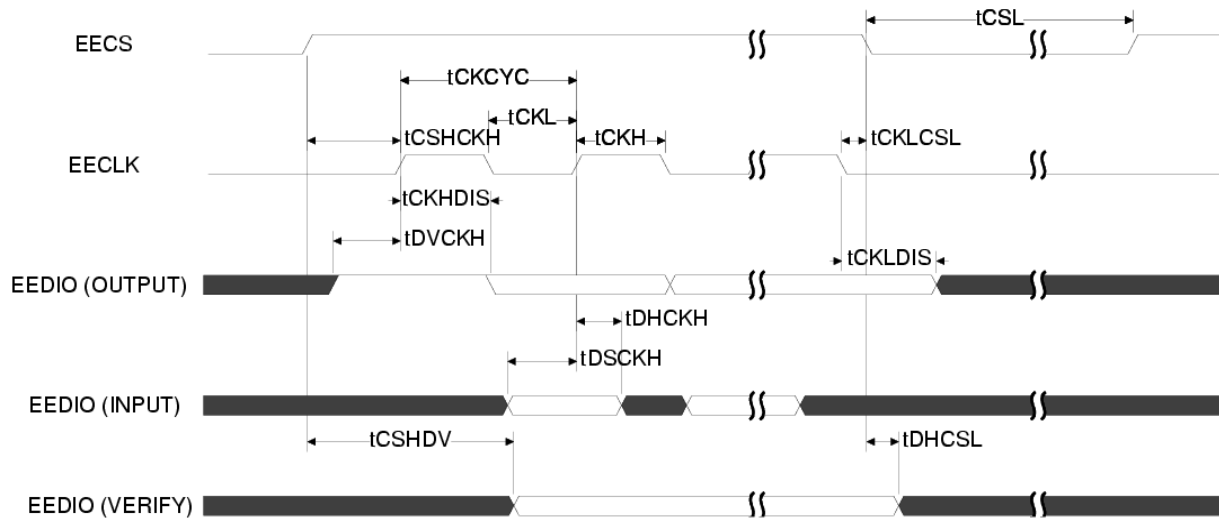 tCSL
EECS
tCKCYC
tCKL
tCSHCKH
tCKH
tCKLCSL
EECLK
tCKHDIS
tDVCKH
tCKLDIS
EEDIO (OUTPUT)
tDHCKH
tDSCKH
EEDIO (INPUT)
tCSHDV
tDHCSL
EEDIO (VERIFY)